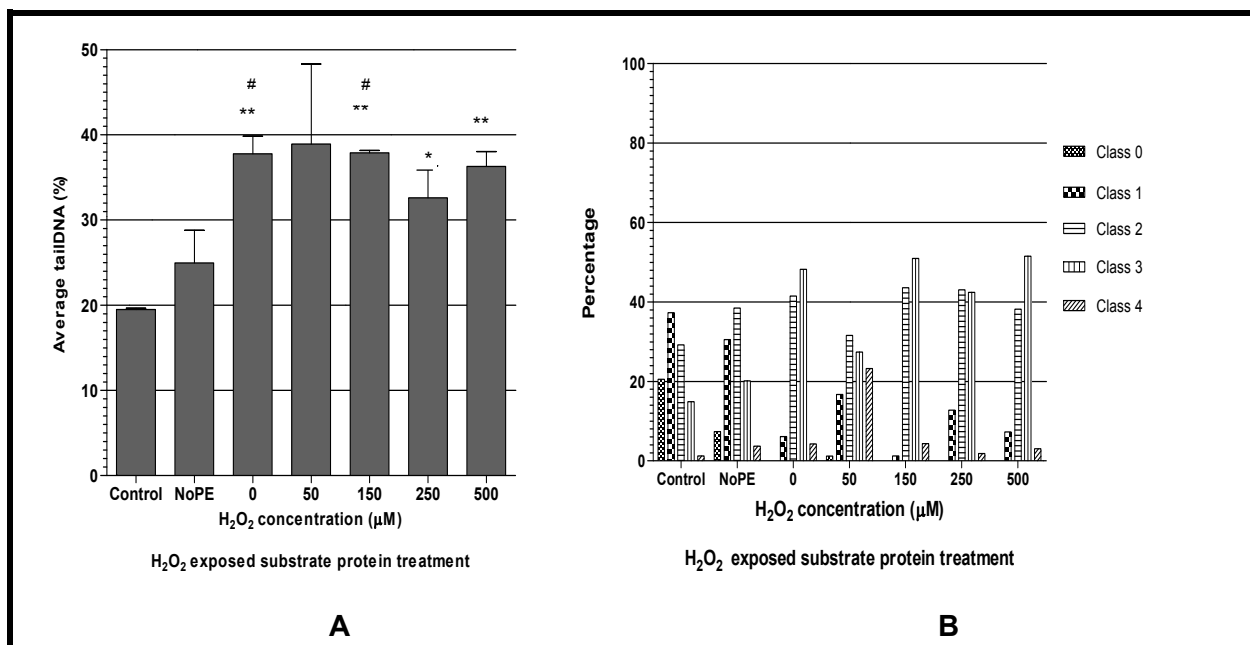 50
40
30
20
10
0
Average tailDNA (%)
#
**
#
**
*
**
Control NoPE 0 50 150 250 500
H₂O₂ concentration (µM)
H₂O₂ exposed substrate protein treatment
A
100
80
60
40
20
0
Percentage
Class 0
Class 1
Class 2
Class 3
Class 4
Control NoPE 0 50 150 250 500
H₂O₂ concentration (µM)
H₂O₂ exposed substrate protein treatment
B